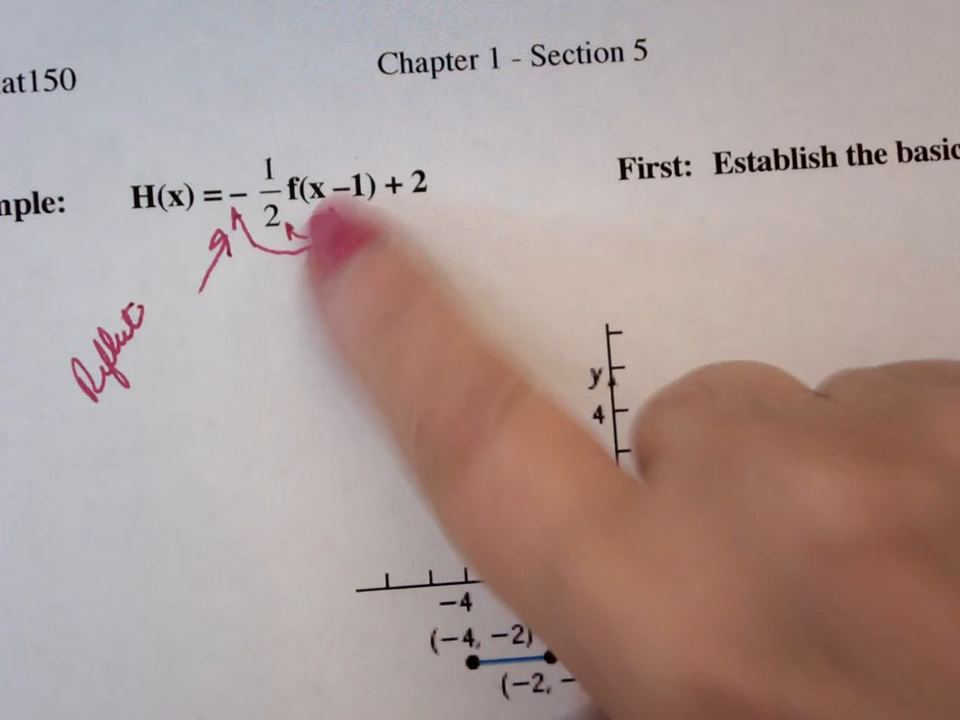 at150
Chapter 1 - Section 5
mple: H(x) = - 1/2 f(x -1) + 2
First: Establish the basic
Reflect
y
4
-4
(-4, -2)
(-2, -